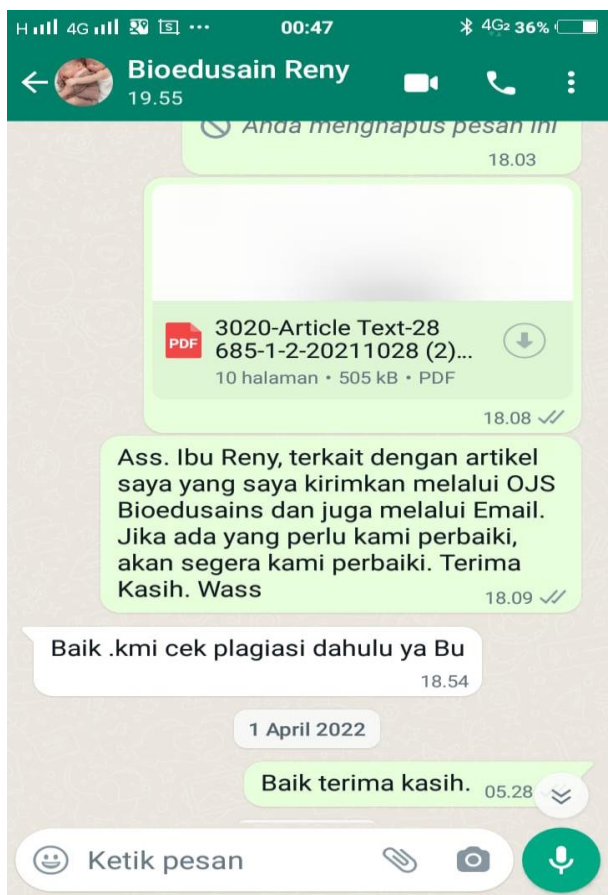 H 4G 00:47 4G2 36%
Bioedusain Reny
19.55
Anda menghapus pesan ini
18.03
PDF
3020-Article Text-28
685-1-2-20211028 (2)...
10 halaman • 505 kB • PDF
18.08
Ass. Ibu Reny, terkait dengan artikel
saya yang saya kirimkan melalui OJS
Bioedusains dan juga melalui Email.
Jika ada yang perlu kami perbaiki,
akan segera kami perbaiki. Terima
Kasih. Wass
18.09
Baik .kmi cek plagiasi dahulu ya Bu
18.54
1 April 2022
Baik terima kasih. 05.28
Ketik pesan